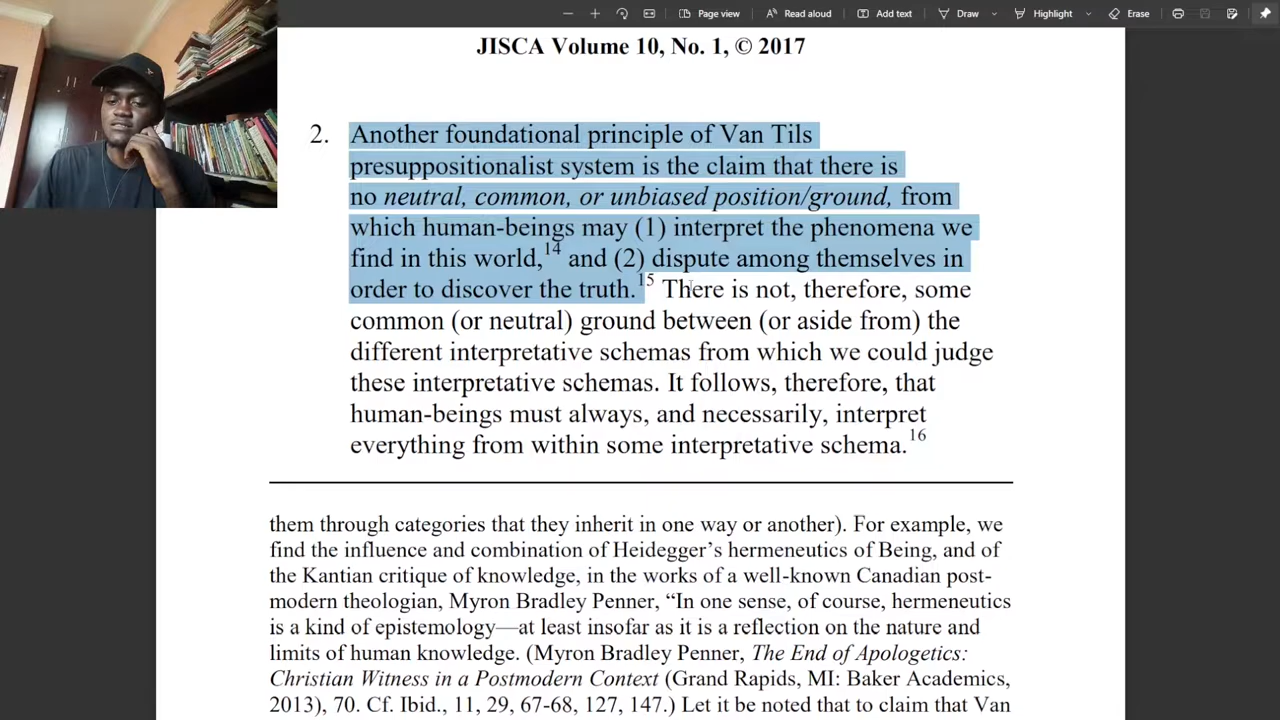 Page view
Read aloud
Add text
Draw
Highlight
Erase
JISCA Volume 10, No. 1, © 2017
2. Another foundational principle of Van Tils
presuppositionalist system is the claim that there is
no neutral, common, or unbiased position/ground, from
which human-beings may (1) interpret the phenomena we
find in this world,14 and (2) dispute among themselves in
order to discover the truth.15 There is not, therefore, some
common (or neutral) ground between (or aside from) the
different interpretative schemas from which we could judge
these interpretative schemas. It follows, therefore, that
human-beings must always, and necessarily, interpret
everything from within some interpretative schema.16
them through categories that they inherit in one way or another). For example, we
find the influence and combination of Heidegger’s hermeneutics of Being, and of
the Kantian critique of knowledge, in the works of a well-known Canadian post-
modern theologian, Myron Bradley Penner, “In one sense, of course, hermeneutics
is a kind of epistemology—at least insofar as it is a reflection on the nature and
limits of human knowledge. (Myron Bradley Penner, The End of Apologetics:
Christian Witness in a Postmodern Context (Grand Rapids, MI: Baker Academics,
2013), 70. Cf. Ibid., 11, 29, 67-68, 127, 147.) Let it be noted that to claim that Van